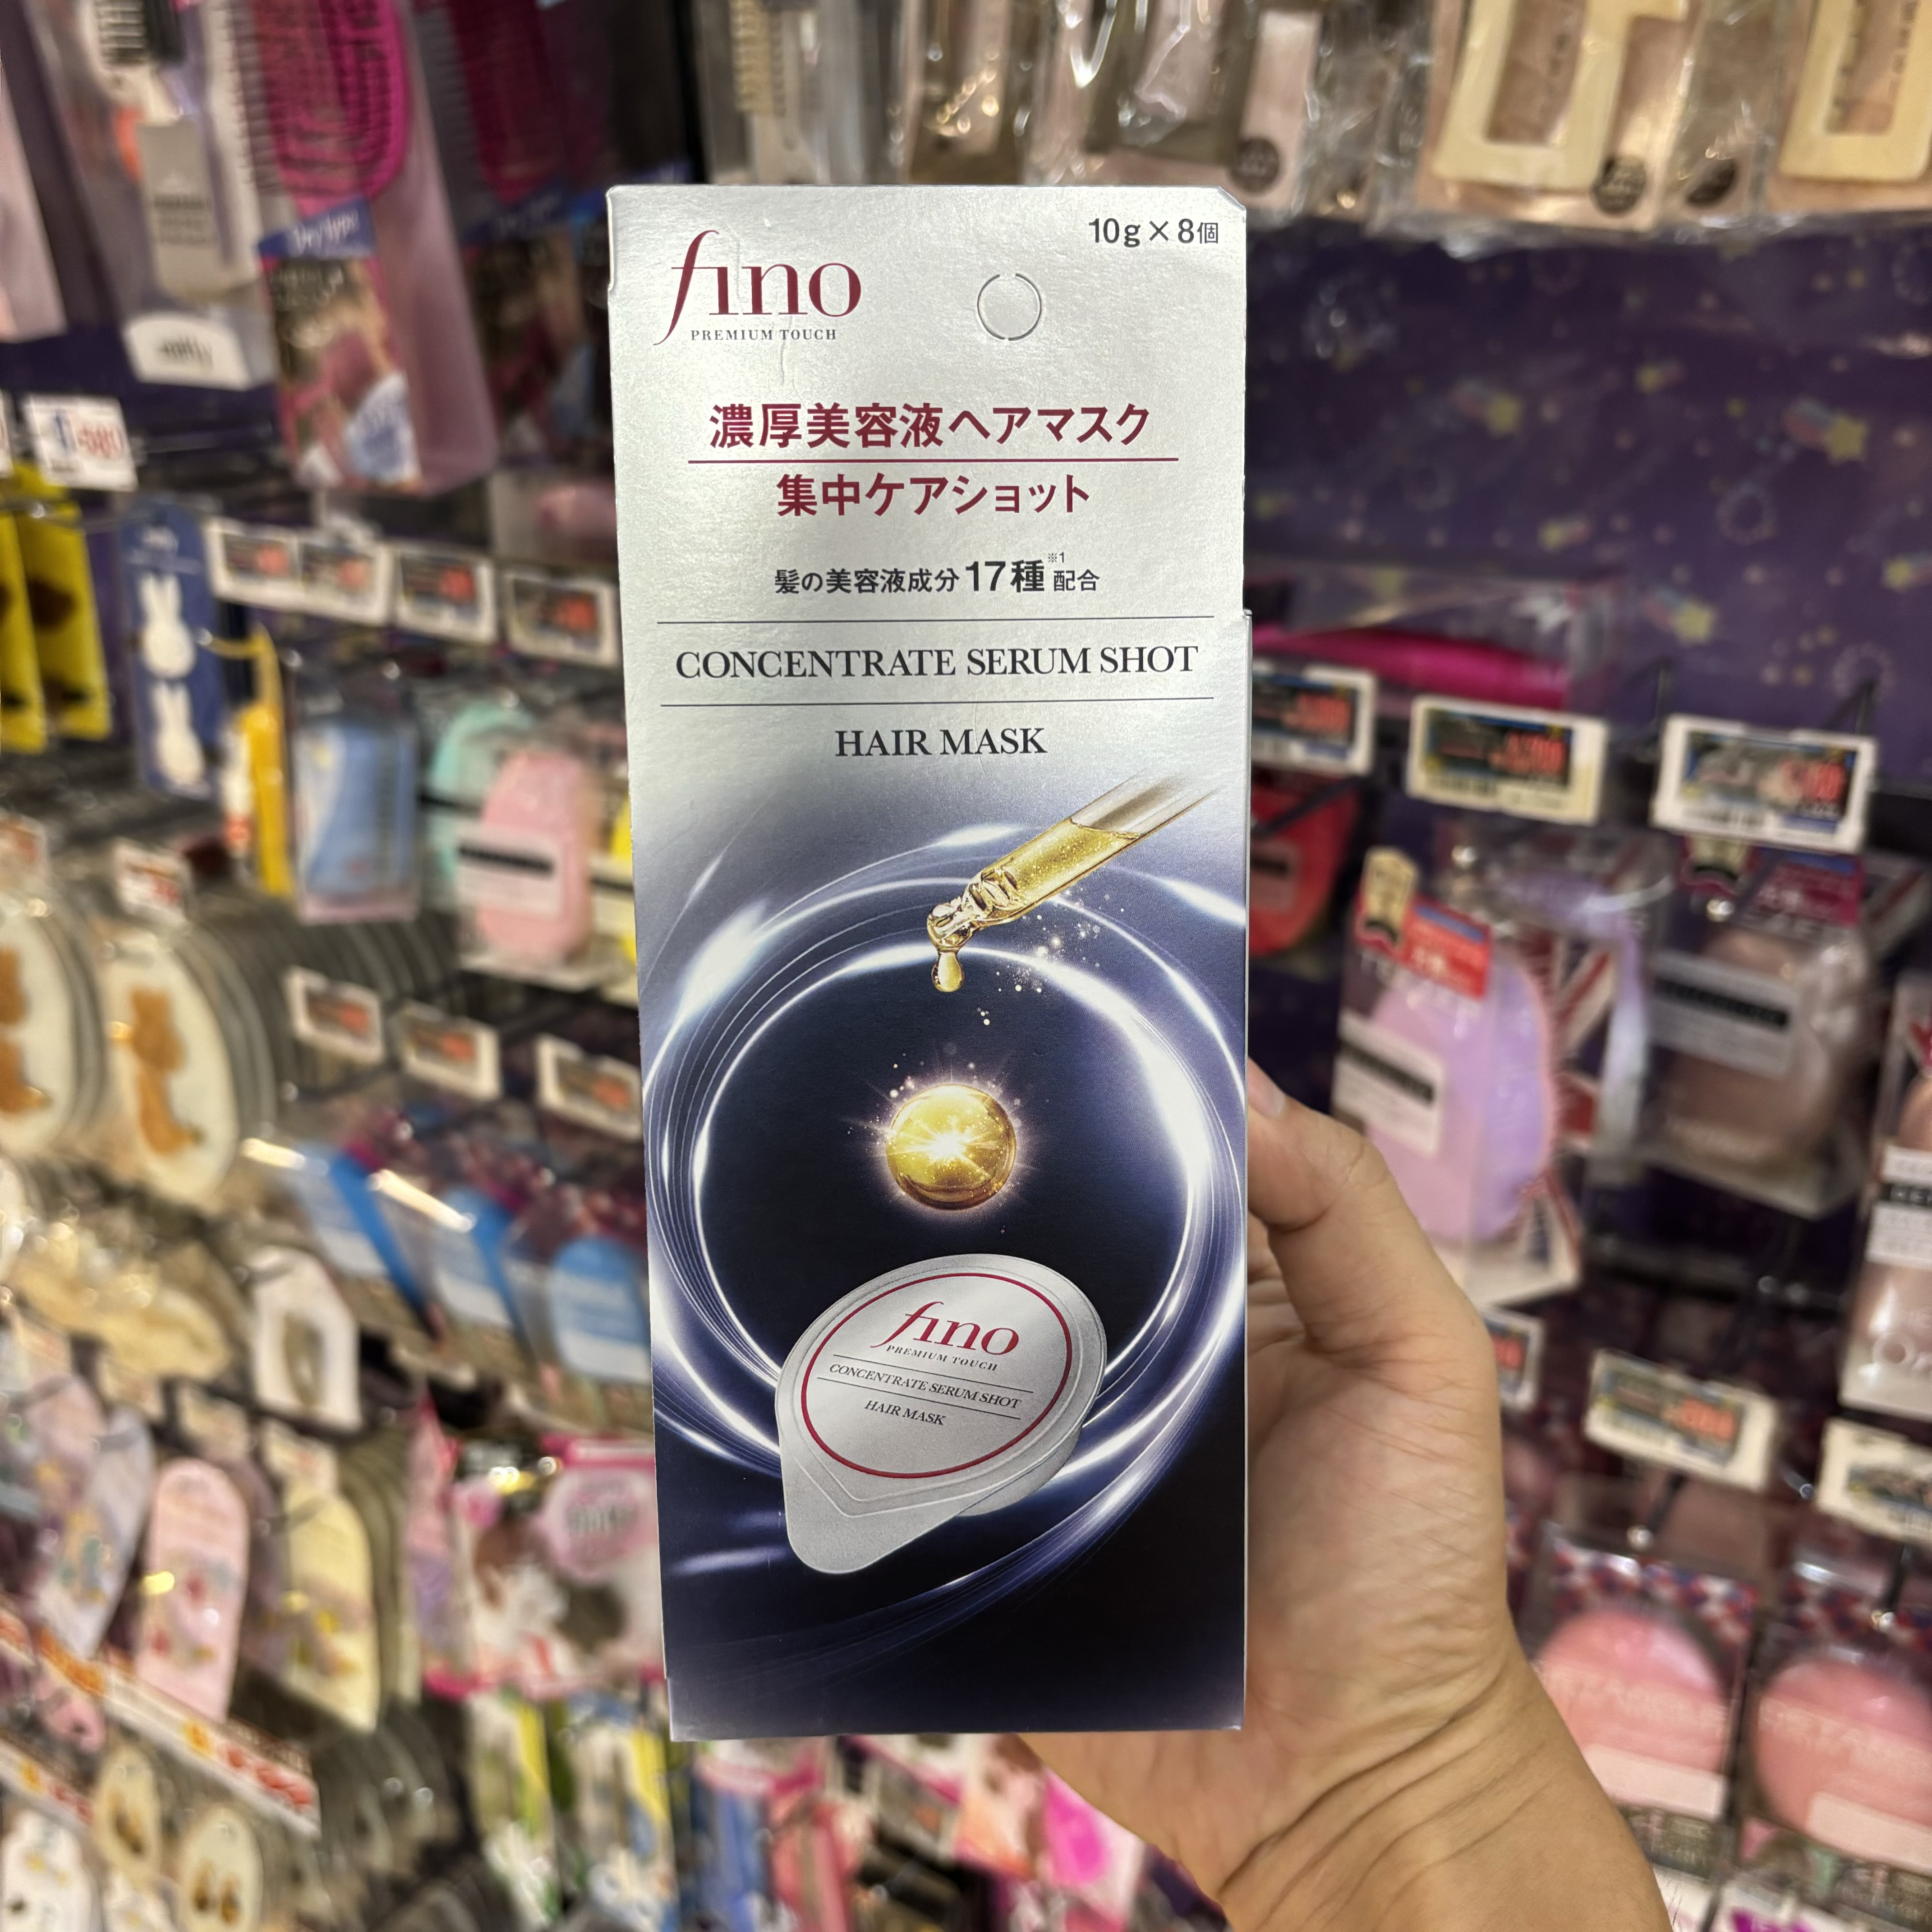 10g×8個
fino
PREMIUM TOUCH
濃厚美容液ヘアマスク
集中ケアショット
髪の美容液成分17種※1配合
CONCENTRATE SERUM SHOT
HAIR MASK
fino
PREMIUM TOUCH
CONCENTRATE SERUM SHOT
HAIR MASK